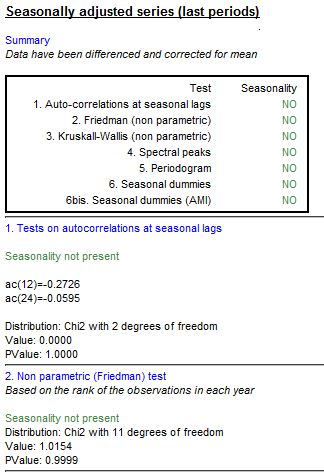 Seasonally adjusted series (last periods)
Summary
Data have been differenced and corrected for mean
Test Seasonality
1. Auto-correlations at seasonal lags NO
2. Friedman (non parametric) NO
3. Kruskall-Wallis (non parametric) NO
4. Spectral peaks NO
5. Periodogram NO
6. Seasonal dummies NO
6bis. Seasonal dummies (AMI) NO
1. Tests on autocorrelations at seasonal lags
Seasonality not present
ac(12)=-0.2726
ac(24)=-0.0595
Distribution: Chi2 with 2 degrees of freedom
Value: 0.0000
PValue: 1.0000
2. Non parametric (Friedman) test
Based on the rank of the observations in each year
Seasonality not present
Distribution: Chi2 with 11 degrees of freedom
Value: 1.0154
PValue: 0.9999